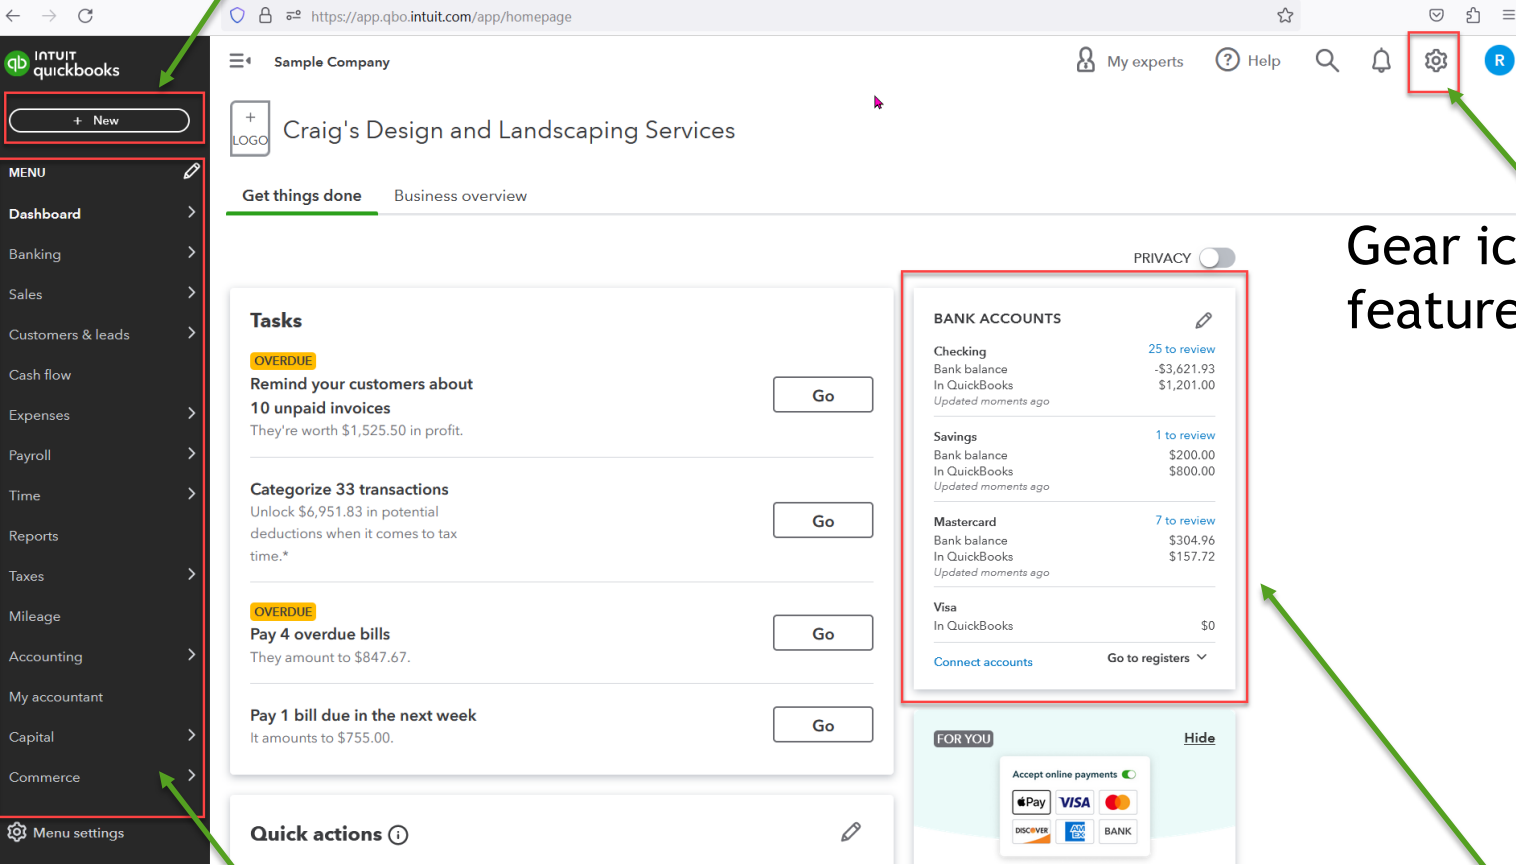 https://app.qbo.intuit.com/app/homepage
INTUIT
qb quickbooks
Sample Company
My experts
Help
R
+ New
+
LOGO
Craig's Design and Landscaping Services
MENU
Dashboard
Banking
Sales
Customers & leads
Cash flow
Expenses
Payroll
Time
Reports
Taxes
Mileage
Accounting
My accountant
Capital
Commerce
Menu settings
Get things done
Business overview
PRIVACY
Tasks
OVERDUE
Remind your customers about
10 unpaid invoices
They're worth $1,525.50 in profit.
Go
Categorize 33 transactions
Unlock $6,951.83 in potential
deductions when it comes to tax
time.*
Go
OVERDUE
Pay 4 overdue bills
They amount to $847.67.
Go
Pay 1 bill due in the next week
It amounts to $755.00.
Go
Quick actions
BANK ACCOUNTS
Checking 25 to review
Bank balance -$3,621.93
In QuickBooks $1,201.00
Updated moments ago
Savings 1 to review
Bank balance $200.00
In QuickBooks $800.00
Updated moments ago
Mastercard 7 to review
Bank balance $304.96
In QuickBooks $157.72
Updated moments ago
Visa
In QuickBooks $0
Connect accounts Go to registers
FOR YOU Hide
Accept online payments
Pay VISA
DISCOVER AM EX BANK
Gear ic
feature